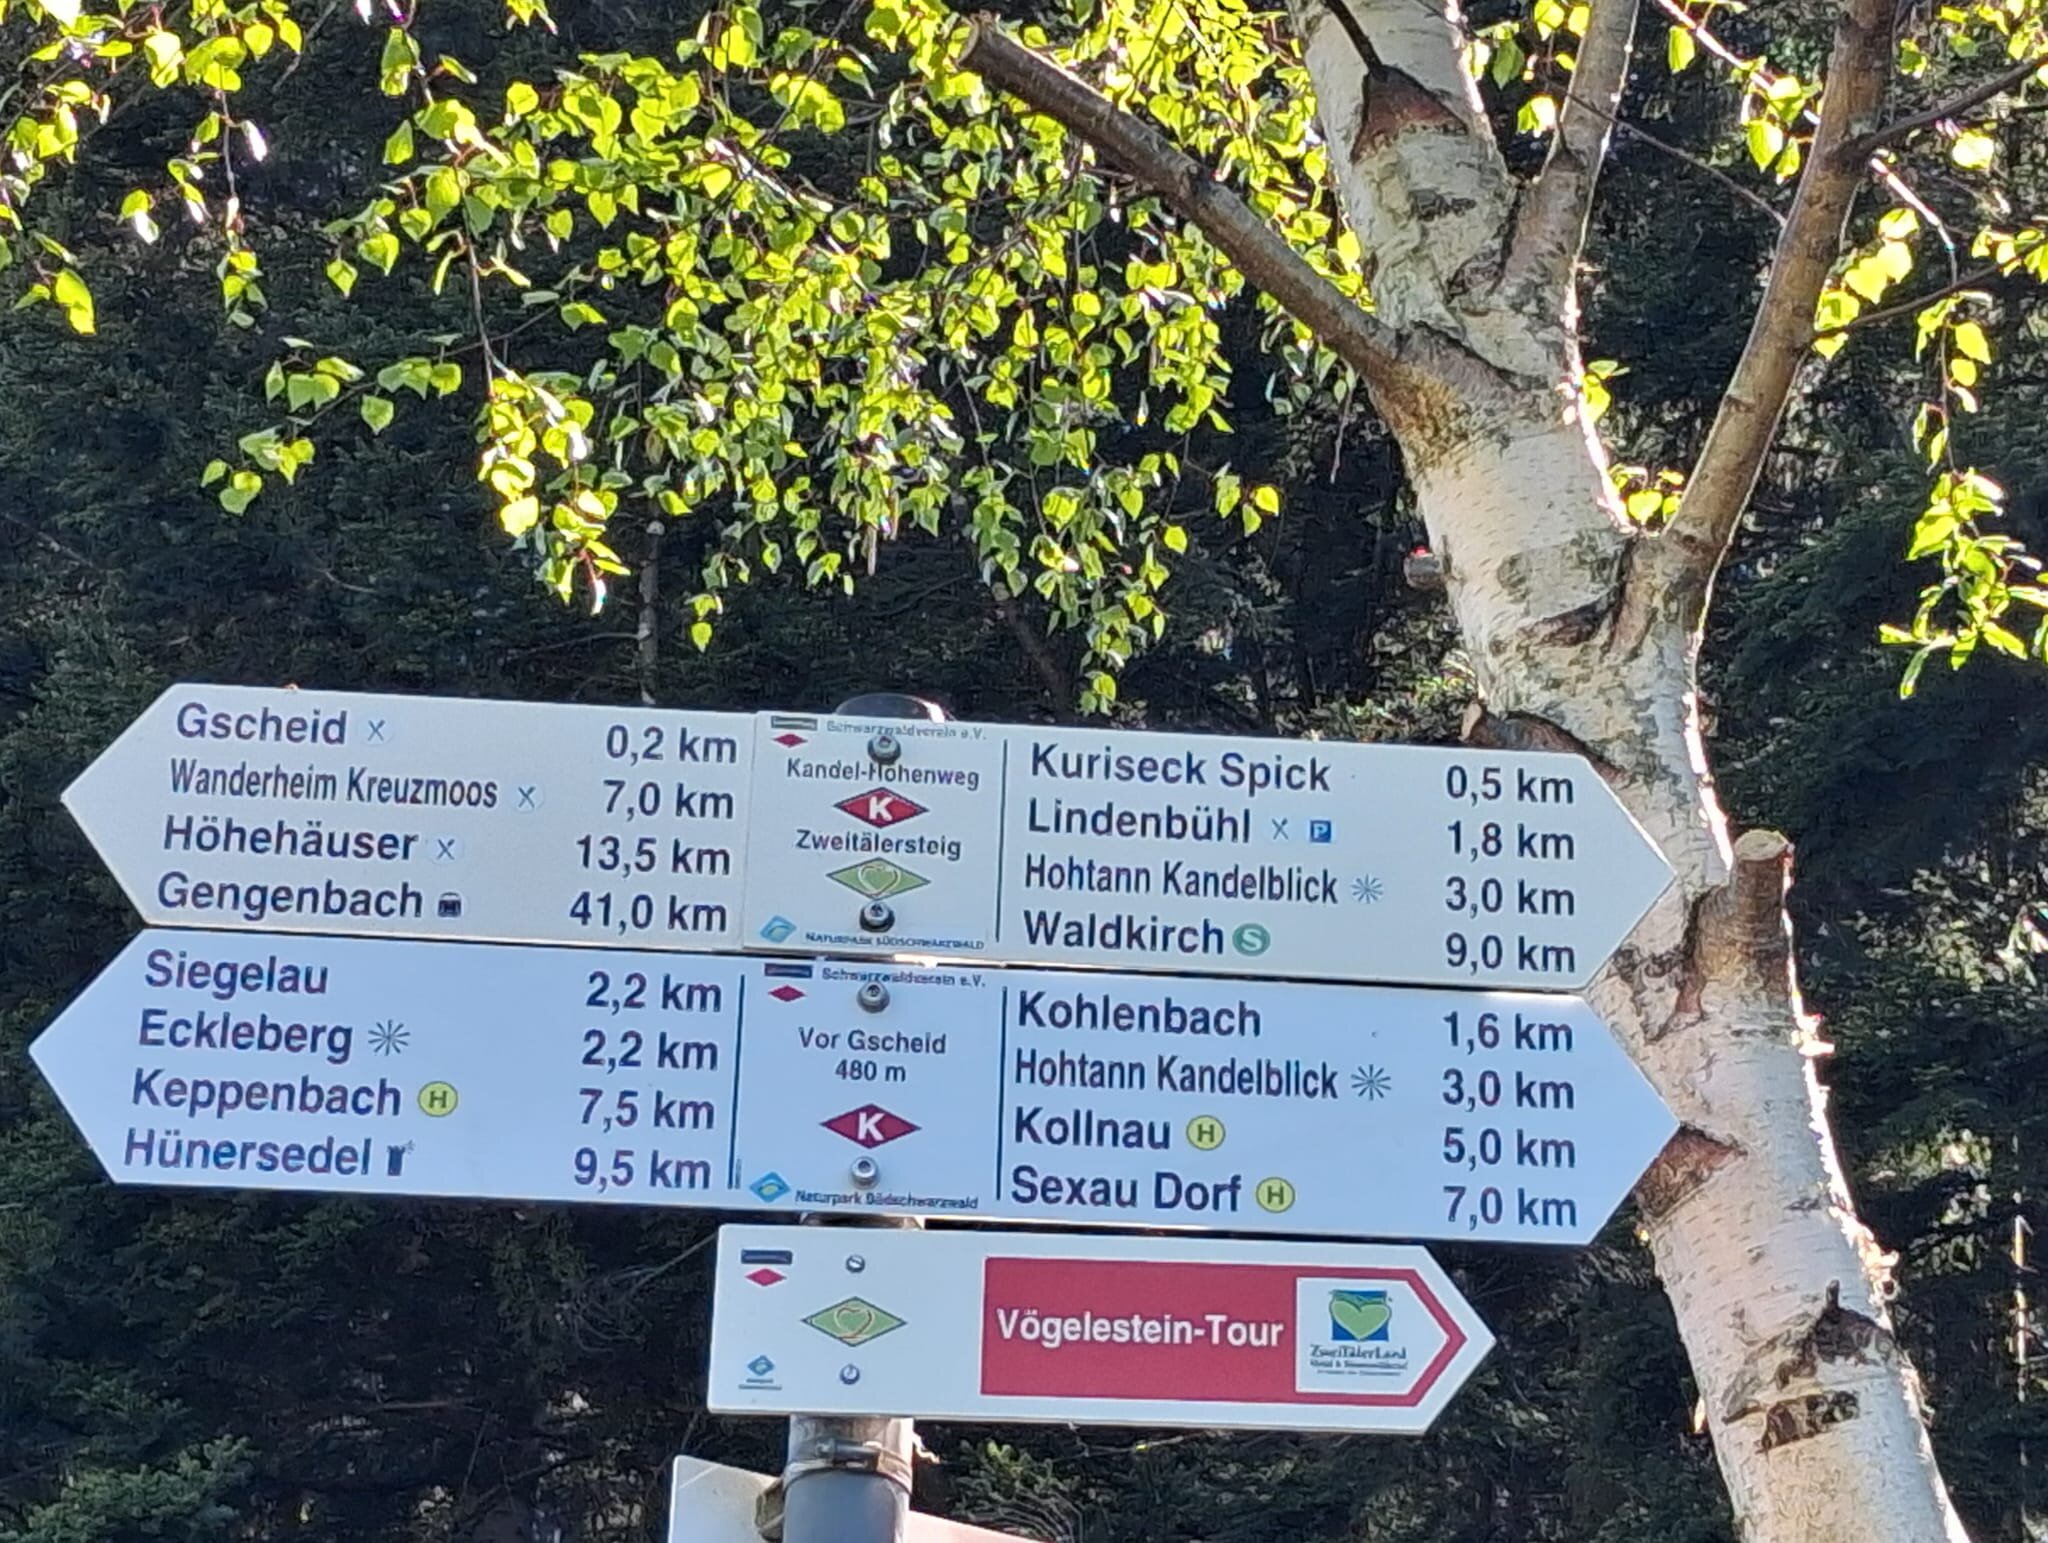 Gscheid 0,2 km
Wanderheim Kreuzmoos 7,0 km
Höhehäuser 13,5 km
Gengenbach 41,0 km
Schwarzwaldverein e.V.
Kandel-Höhenweg
K
Zweitälersteig
NATURPARK SÜDSCHWARZWALD
Kuriseck Spick 0,5 km
Lindenbühl P 1,8 km
Hohtann Kandelblick 3,0 km
Waldkirch S 9,0 km
Siegelau 2,2 km
Eckleberg 2,2 km
Keppenbach H 7,5 km
Hünersedel 9,5 km
Schwarzwaldverein e.V.
Vor Gscheid
480 m
K
Naturpark Südschwarzwald
Kohlenbach 1,6 km
Hohtann Kandelblick 3,0 km
Kollnau H 5,0 km
Sexau Dorf H 7,0 km
Vögelestein-Tour
ZweiTälerLand